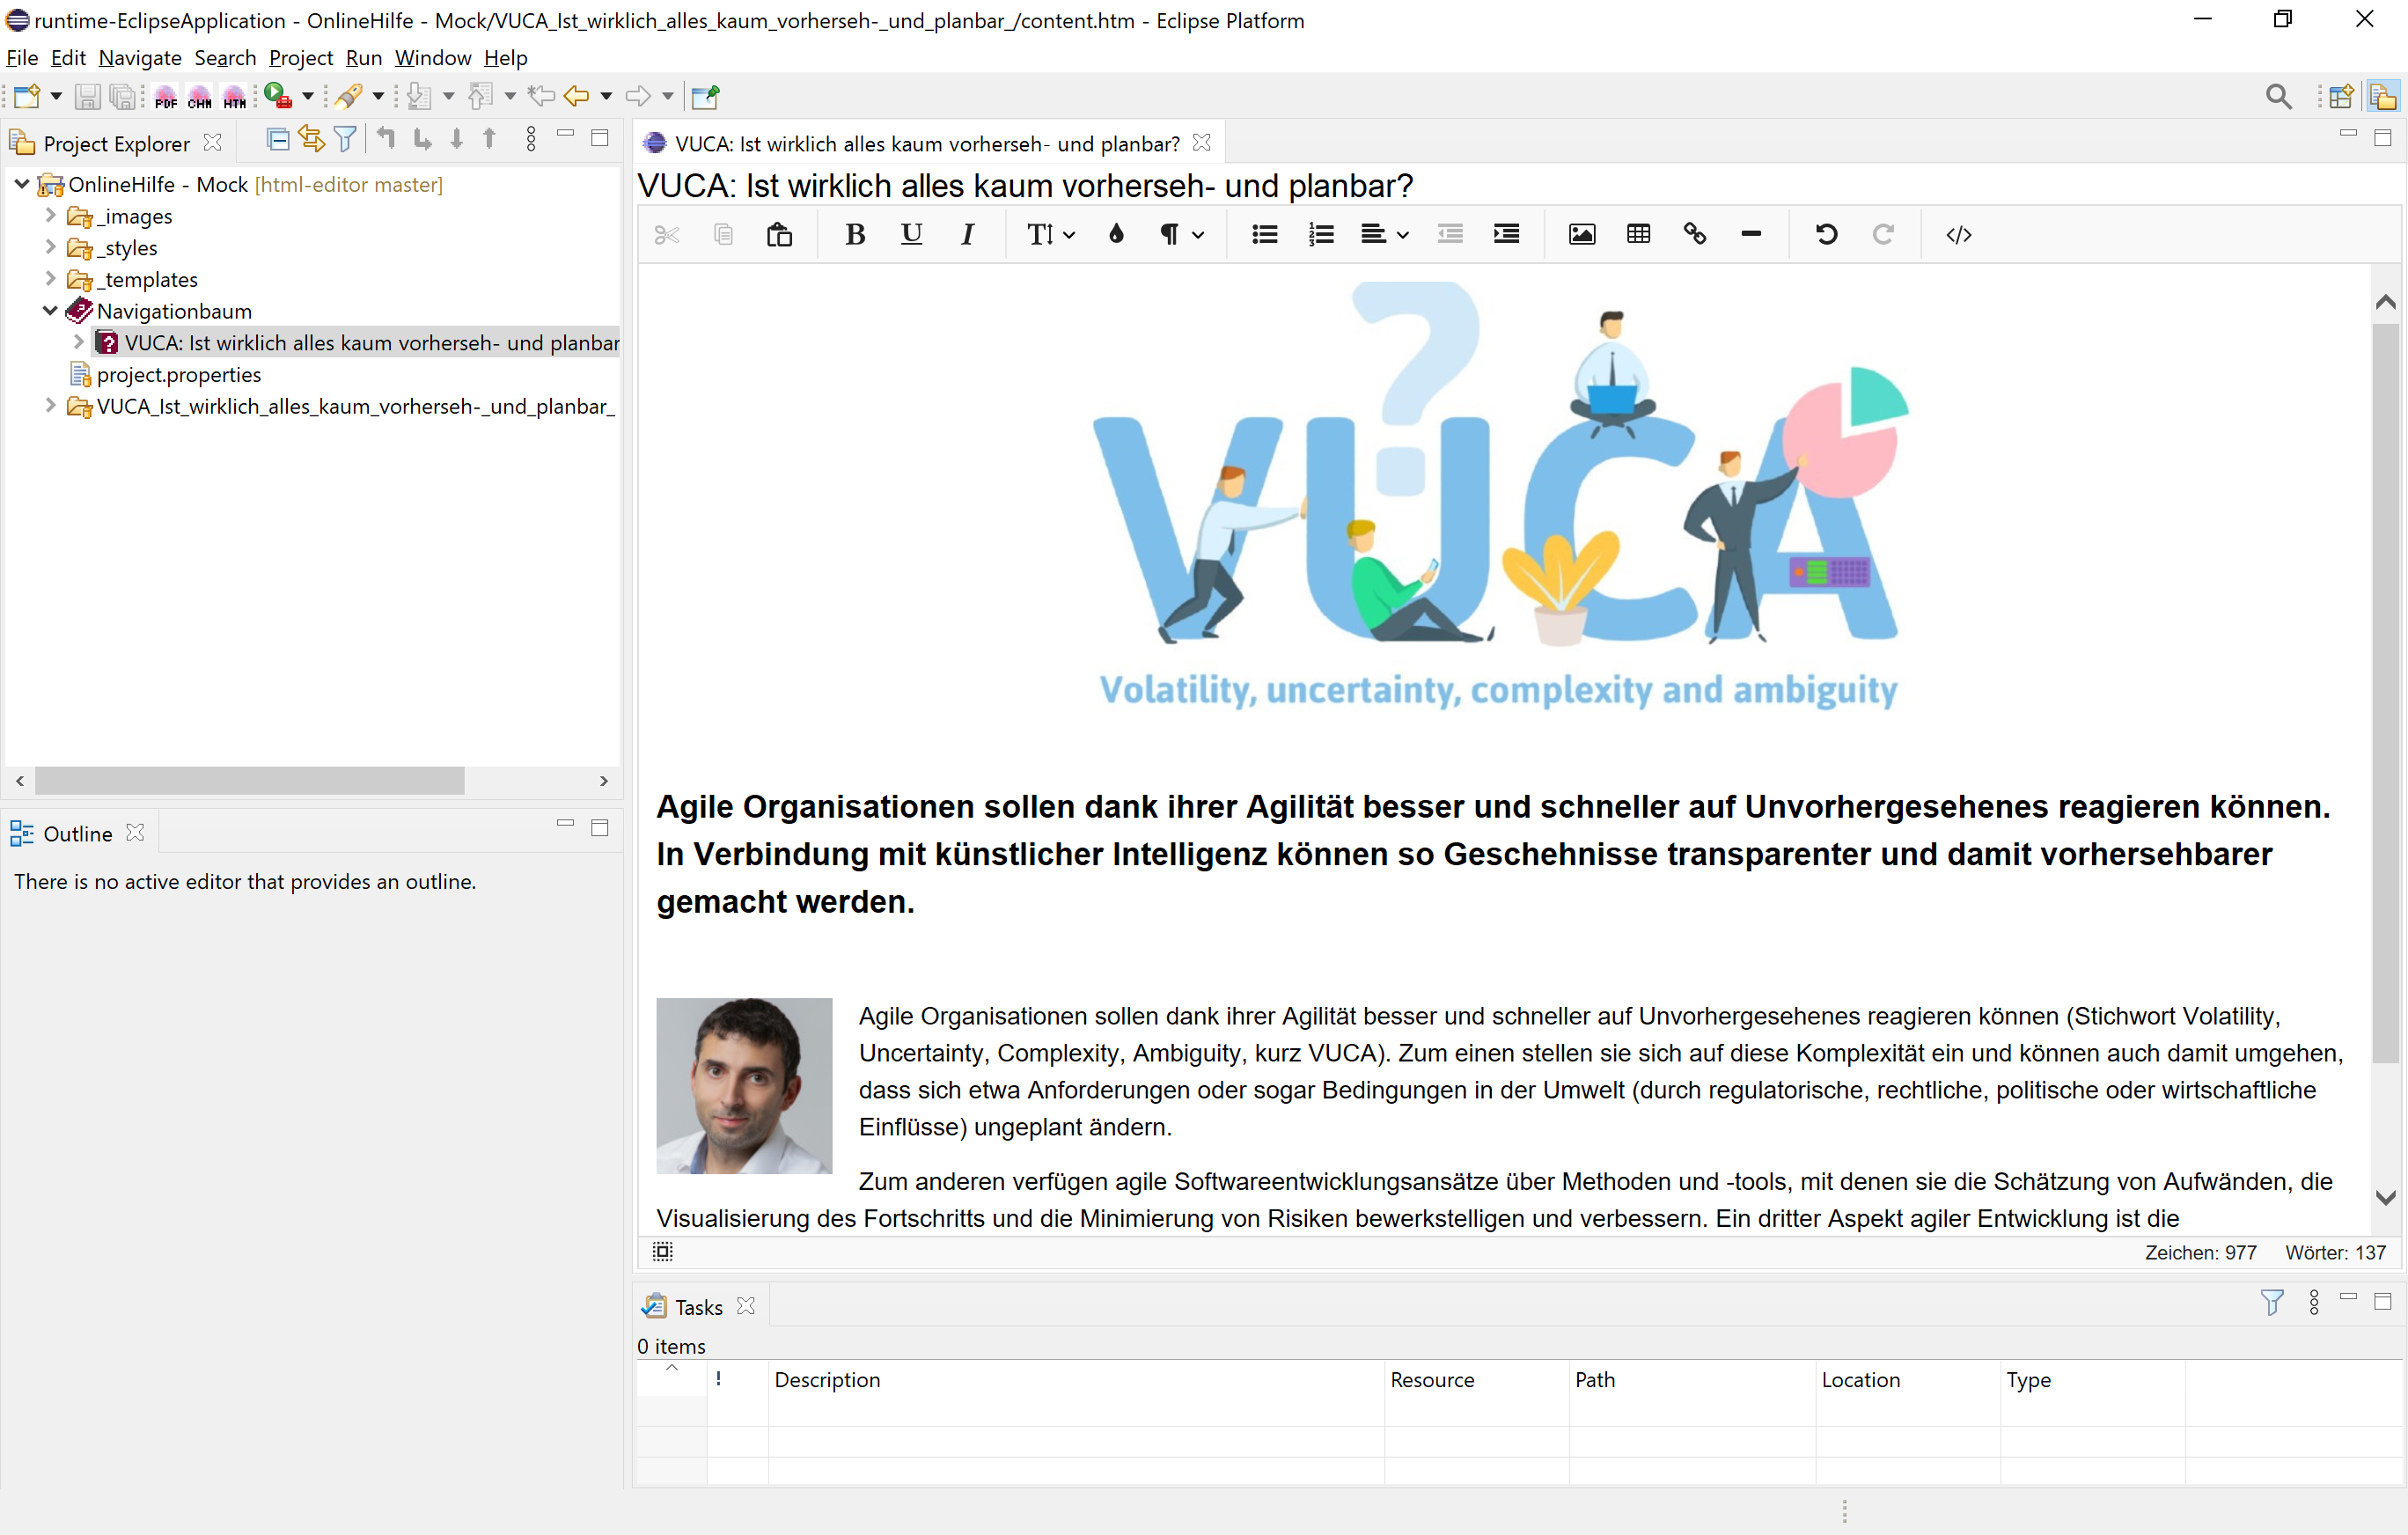 runtime-EclipseApplication - OnlineHilfe - Mock/VUCA_Ist_wirklich_alles_kaum_vorherseh-_und_planbar_/content.htm - Eclipse Platform
File Edit Navigate Search Project Run Window Help
PDF CHM HTM
Project Explorer
OnlineHilfe - Mock [html-editor master]
_images
_styles
_templates
Navigationbaum
VUCA: Ist wirklich alles kaum vorherseh- und planbar
project.properties
VUCA_Ist_wirklich_alles_kaum_vorherseh-_und_planbar_
Outline
There is no active editor that provides an outline.
VUCA: Ist wirklich alles kaum vorherseh- und planbar?
VUCA: Ist wirklich alles kaum vorherseh- und planbar?
B U I
?
VUCA
Volatility, uncertainty, complexity and ambiguity
Agile Organisationen sollen dank ihrer Agilität besser und schneller auf Unvorhergesehenes reagieren können.
In Verbindung mit künstlicher Intelligenz können so Geschehnisse transparenter und damit vorhersehbarer
gemacht werden.
Agile Organisationen sollen dank ihrer Agilität besser und schneller auf Unvorhergesehenes reagieren können (Stichwort Volatility,
Uncertainty, Complexity, Ambiguity, kurz VUCA). Zum einen stellen sie sich auf diese Komplexität ein und können auch damit umgehen,
dass sich etwa Anforderungen oder sogar Bedingungen in der Umwelt (durch regulatorische, rechtliche, politische oder wirtschaftliche
Einflüsse) ungeplant ändern.
Zum anderen verfügen agile Softwareentwicklungsansätze über Methoden und -tools, mit denen sie die Schätzung von Aufwänden, die
Visualisierung des Fortschritts und die Minimierung von Risiken bewerkstelligen und verbessern. Ein dritter Aspekt agiler Entwicklung ist die
Zeichen: 977 Wörter: 137
Tasks
0 items
! Description Resource Path Location Type